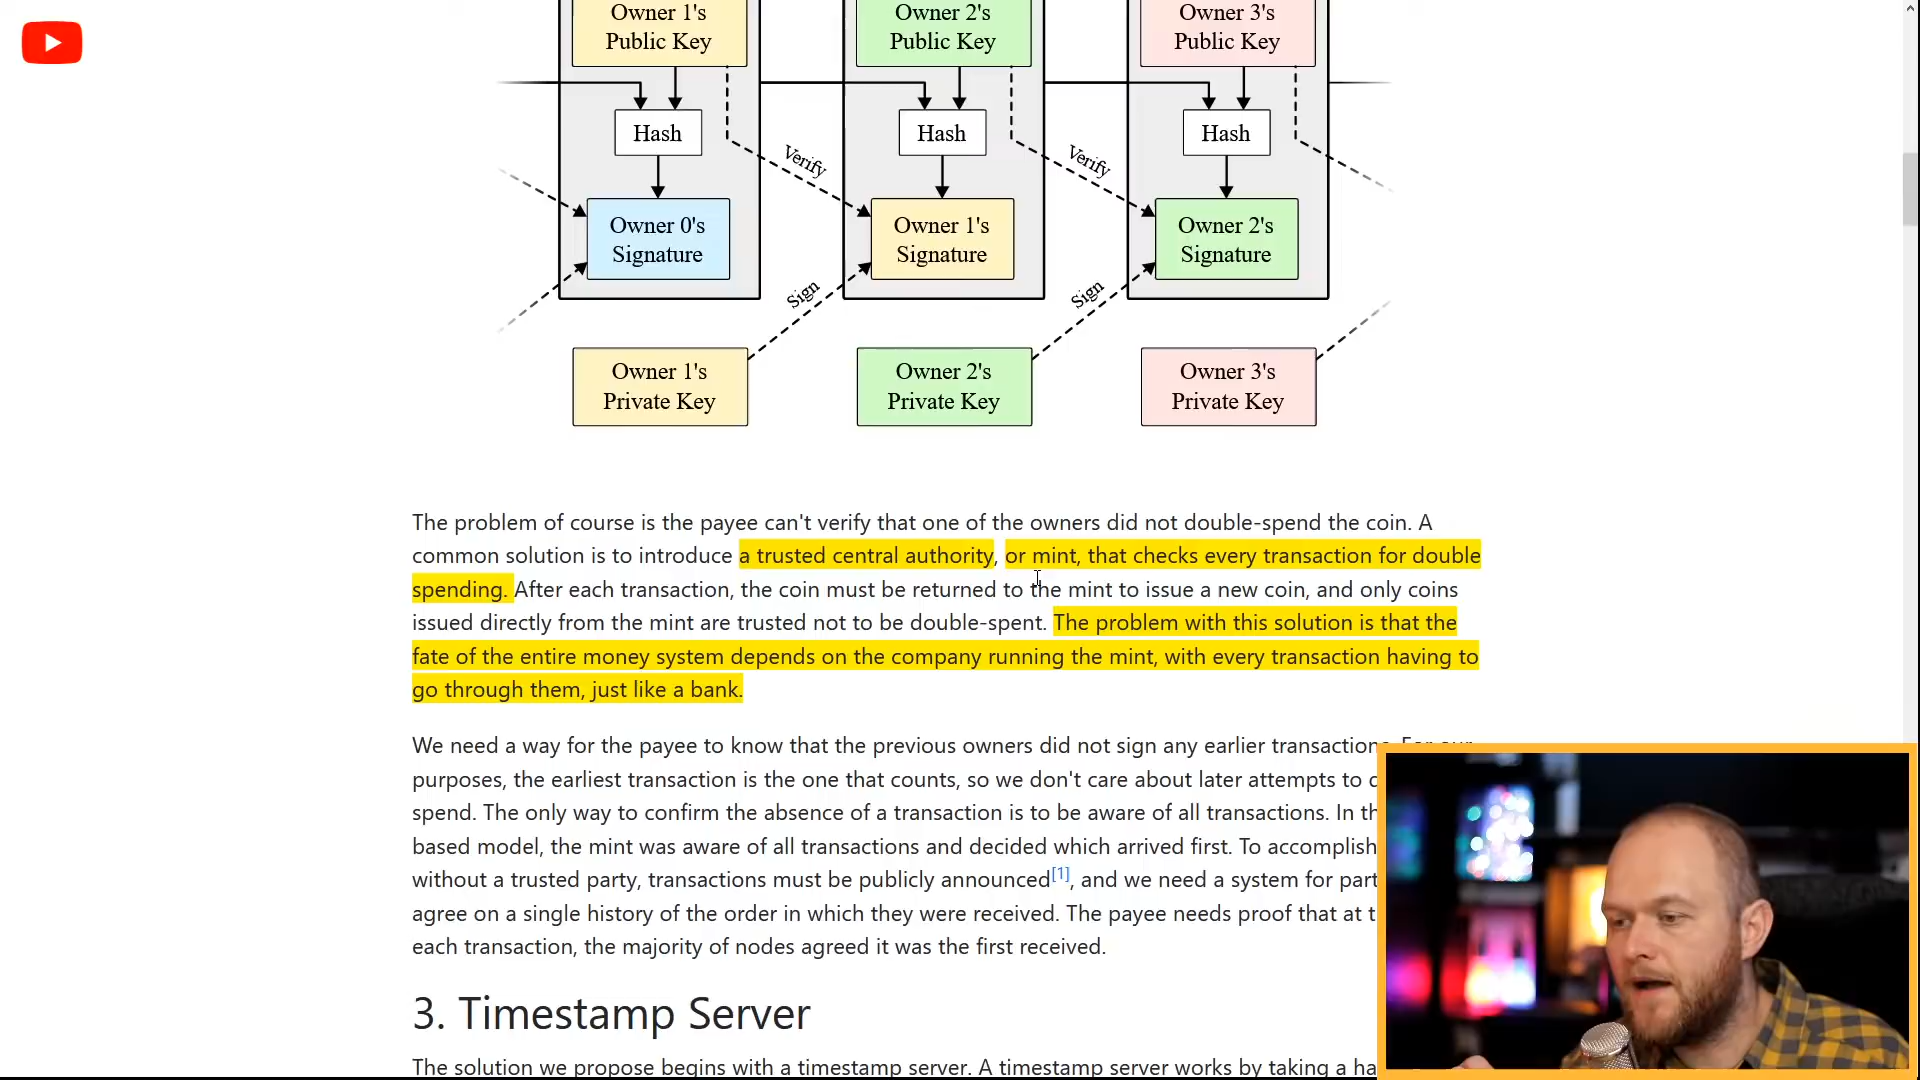 Owner 1's
Public Key
Owner 2's
Public Key
Owner 3's
Public Key
Hash
Hash
Hash
Verify
Verify
Owner 0's
Signature
Owner 1's
Signature
Owner 2's
Signature
Sign
Sign
Owner 1's
Private Key
Owner 2's
Private Key
Owner 3's
Private Key
The problem of course is the payee can't verify that one of the owners did not double-spend the coin. A
common solution is to introduce a trusted central authority, or mint, that checks every transaction for double
spending. After each transaction, the coin must be returned to the mint to issue a new coin, and only coins
issued directly from the mint are trusted not to be double-spent. The problem with this solution is that the
fate of the entire money system depends on the company running the mint, with every transaction having to
go through them, just like a bank.
We need a way for the payee to know that the previous owners did not sign any earlier transactions. For our
purposes, the earliest transaction is the one that counts, so we don't care about later attempts to
spend. The only way to confirm the absence of a transaction is to be aware of all transactions. In
based model, the mint was aware of all transactions and decided which arrived first. To accomplish
without a trusted party, transactions must be publicly announced[1], and we need a system for
agree on a single history of the order in which they were received. The payee needs proof that at
each transaction, the majority of nodes agreed it was the first received.
3. Timestamp Server
The solution we propose begins with a timestamp server. A timestamp server works by taking a